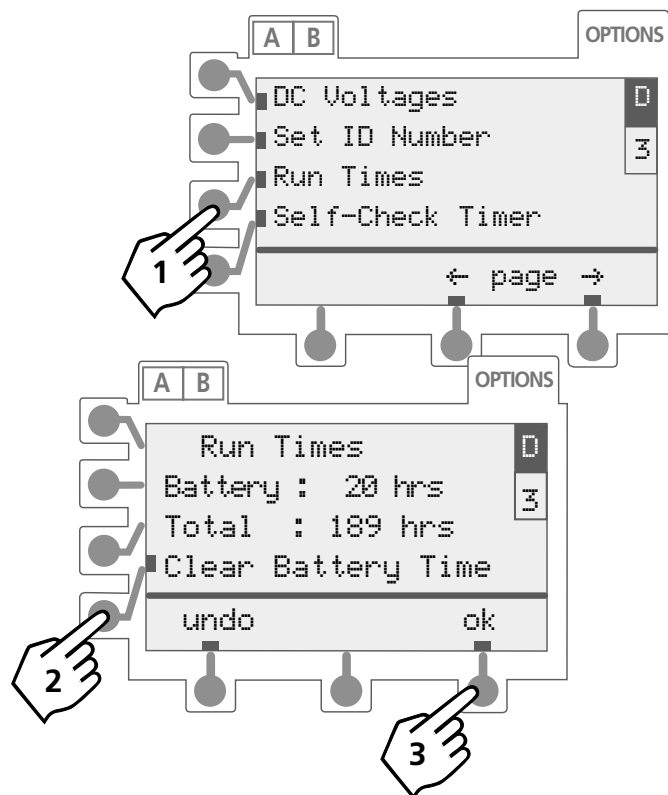 A B
OPTIONS
DC Voltages
D
Set ID Number
3
Run Times
Self-Check Timer
1
← page →
A B
OPTIONS
Run Times
D
Battery : 20 hrs
3
Total : 189 hrs
Clear Battery Time
undo ok
2
3